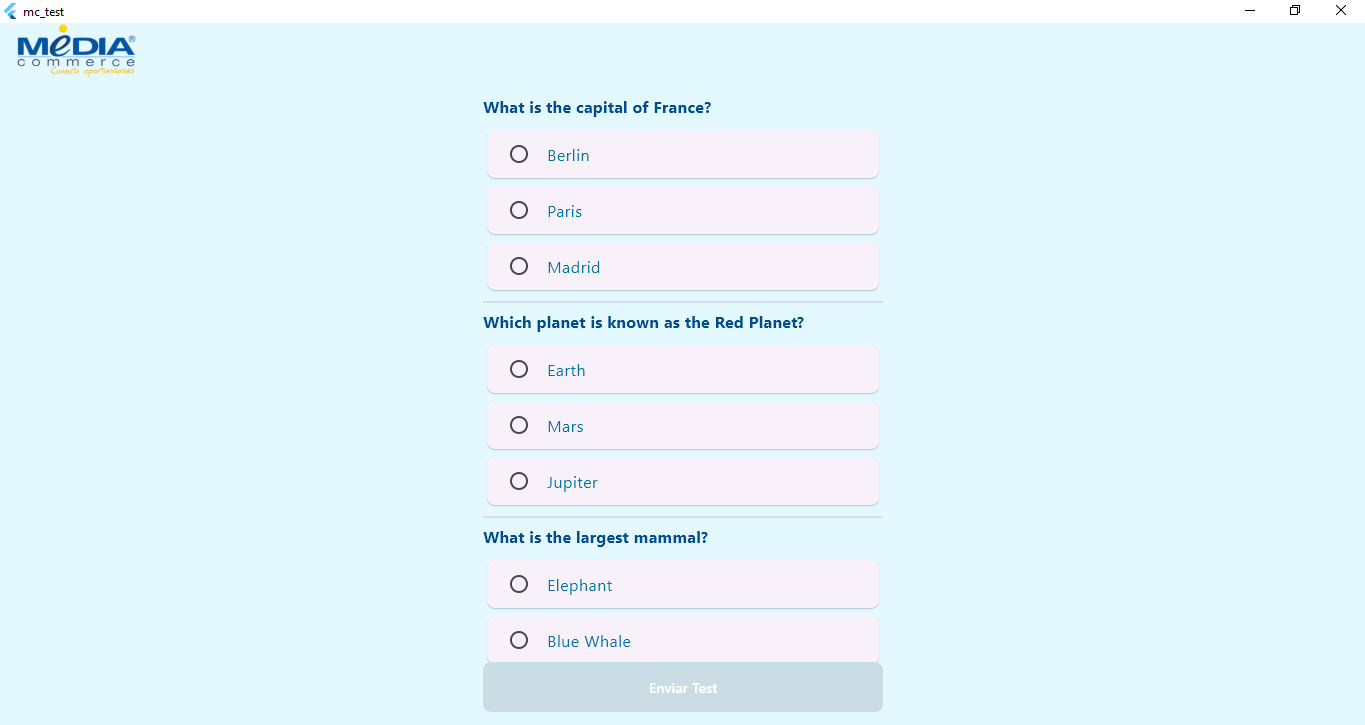 mc_test
MéDIA®
commerce
Conecta oportunidades
What is the capital of France?
Berlin
Paris
Madrid
Which planet is known as the Red Planet?
Earth
Mars
Jupiter
What is the largest mammal?
Elephant
Blue Whale
Enviar Test